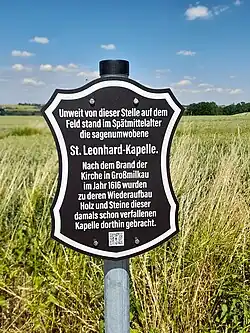 Unweit von dieser Stelle auf dem
Feld stand im Spätmittelalter
die sagenumwobene
St. Leonhard-Kapelle.
Nach dem Brand der
Kirche in Großmilkau
im Jahr 1616 wurden
zu deren Wiederaufbau
Holz und Steine dieser
damals schon verfallenen
Kapelle dorthin gebracht.